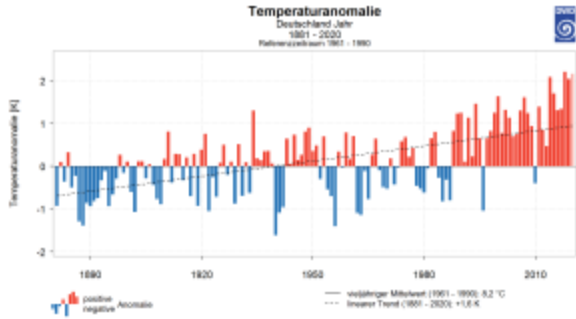 Temperaturanomalie
Deutschland Jahr
1881 - 2020
Referenzzeitraum 1961 - 1990
DWD
Temperaturanomalie [K]
2
1
0
-1
-2
1890
1920
1950
1980
2010
positive
negative
Anomalie
vieljähriger Mittelwert (1961 - 1990): 8,2 °C
linearer Trend (1881 - 2020): +1,6 K